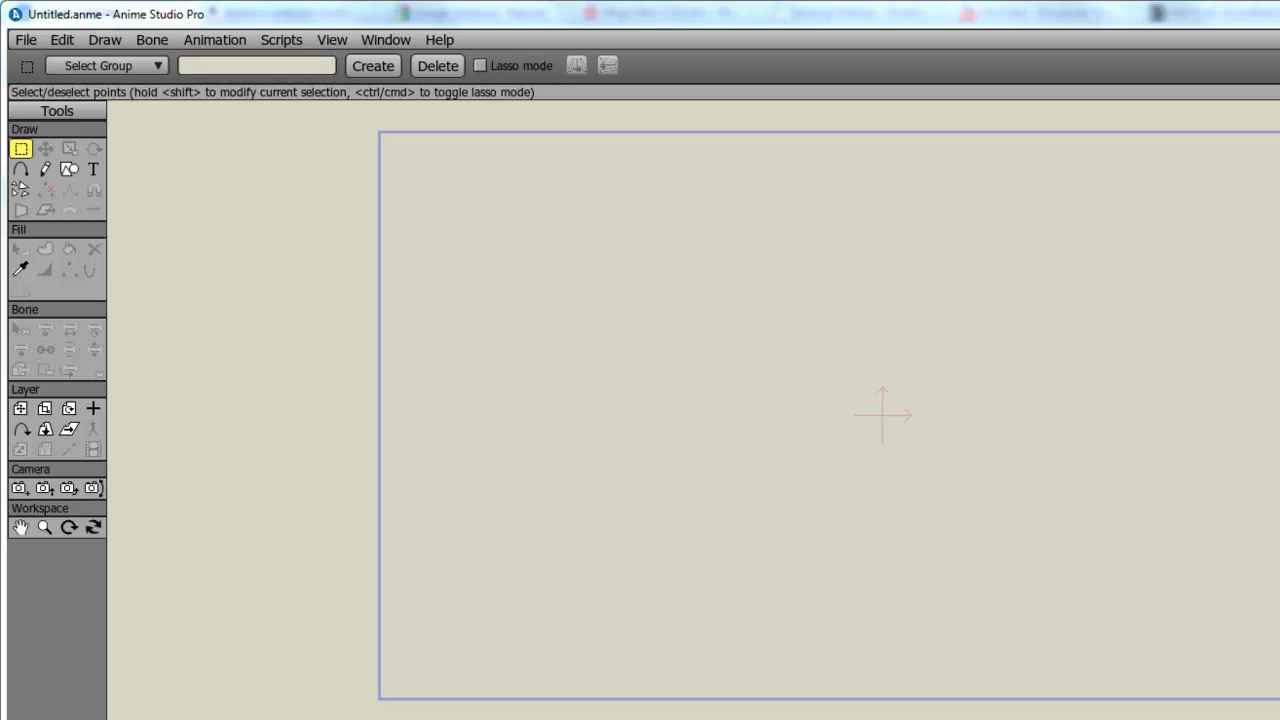 Untitled.anme - Anime Studio Pro
File Edit Draw Bone Animation Scripts View Window Help
Select Group Create Delete Lasso mode
Select/deselect points (hold <shift> to modify current selection, <ctrl/cmd> to toggle lasso mode)
Tools
Draw
T
Fill
Bone
Layer
Camera
Workspace